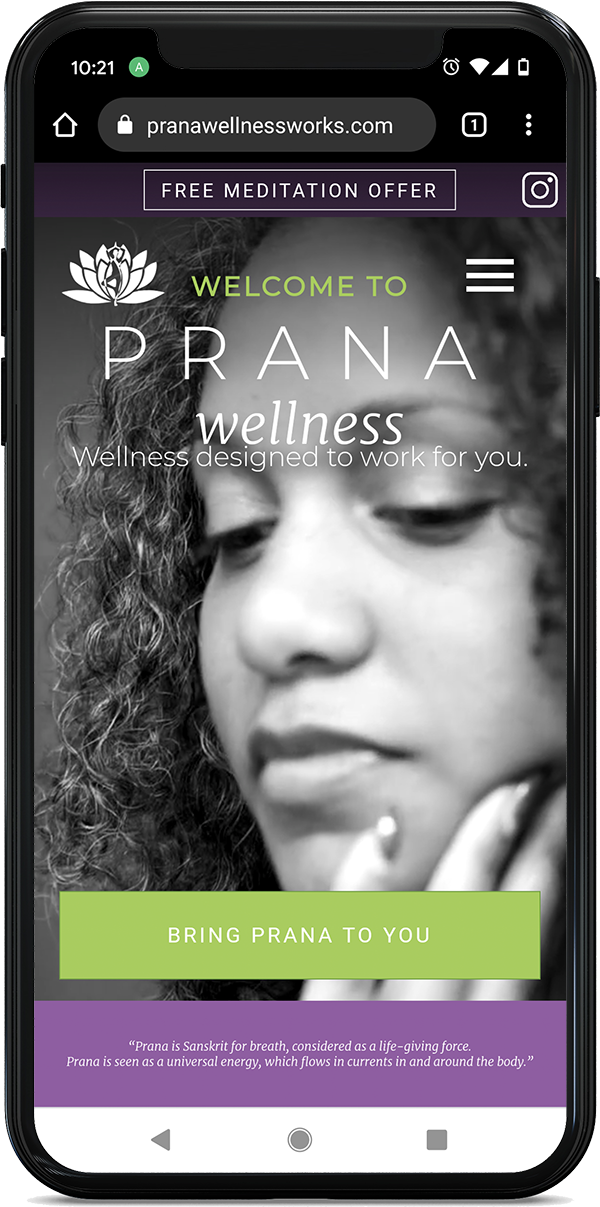 10:21 A
pranawellnessworks.com 1
FREE MEDITATION OFFER
WELCOME TO
PRANA
wellness
Wellness designed to work for you.
BRING PRANA TO YOU
“Prana is Sanskrit for breath, considered as a life-giving force.
Prana is seen as a universal energy, which flows in currents in and around the body.”